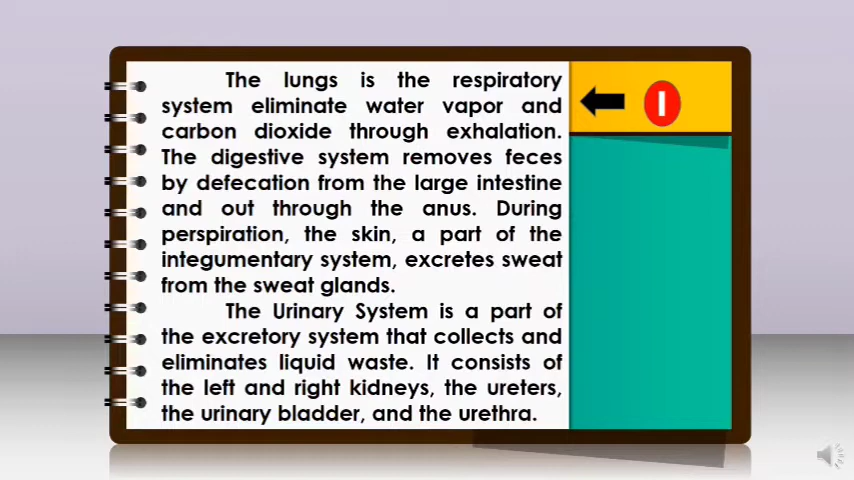 The lungs is the respiratory
system eliminate water vapor and
carbon dioxide through exhalation.
The digestive system removes feces
by defecation from the large intestine
and out through the anus. During
perspiration, the skin, a part of the
integumentary system, excretes sweat
from the sweat glands.
The Urinary System is a part of
the excretory system that collects and
eliminates liquid waste. It consists of
the left and right kidneys, the ureters,
the urinary bladder, and the urethra.
I